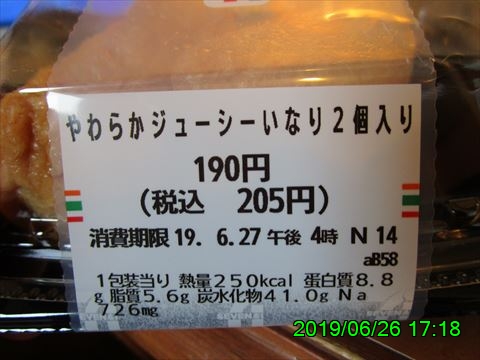 やわらかジューシーいなり2個入り
190円
(税込 205円)
消費期限 19. 6.27 午後 4時 N 14
aB58
1包装当り 熱量250kcal 蛋白質8.8
g 脂質5.6g 炭水化物41.0g Na
726mg
2019/06/26 17:18